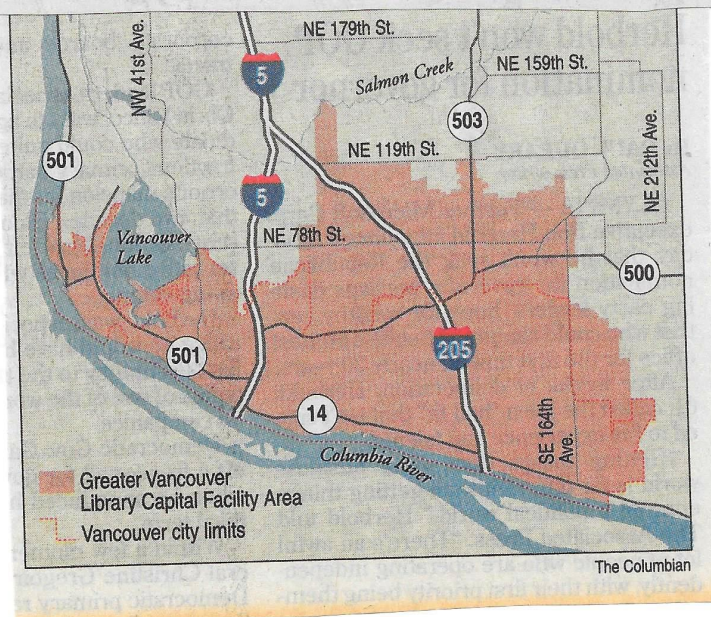 NE 179th St.
NW 41st Ave.
5
Salmon Creek
NE 159th St.
503
501
NE 119th St.
NE 212th Ave.
5
Vancouver
Lake
NE 78th St.
500
501
205
14
SE 164th
Ave.
Columbia River
Greater Vancouver
Library Capital Facility Area
Vancouver city limits
The Columbian